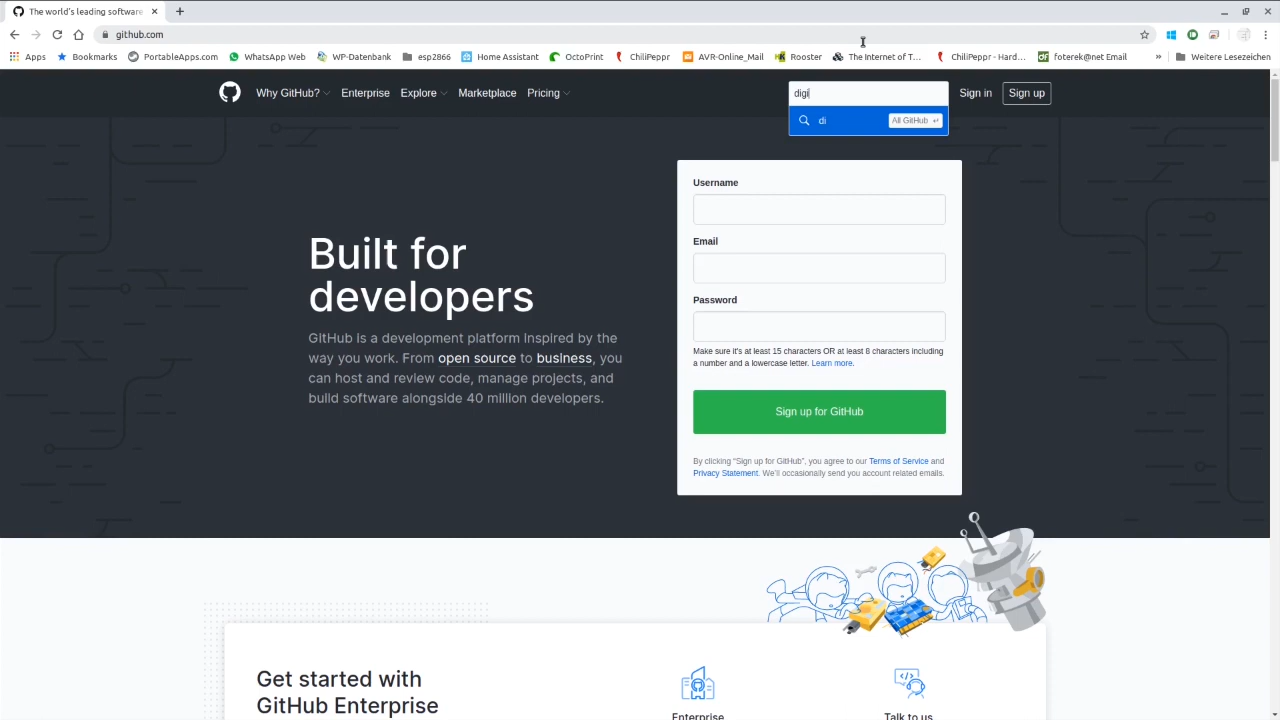 The world's leading software
github.com
Apps
Bookmarks
PortableApps.com
WhatsApp Web
WP-Datenbank
esp2866
Home Assistant
OctoPrint
ChiliPeppr
AVR-Online_Mail
Rooster
The Internet of T…
ChiliPeppr - Hard…
foterek@net Email
»
Weitere Lesezeichen
Why GitHub?
Enterprise
Explore
Marketplace
Pricing
digi
Sign in
Sign up
di
All GitHub ↵
Built for
developers
GitHub is a development platform inspired by the
way you work. From open source to business, you
can host and review code, manage projects, and
build software alongside 40 million developers.
Username
Email
Password
Make sure it's at least 15 characters OR at least 8 characters including
a number and a lowercase letter. Learn more.
Sign up for GitHub
By clicking “Sign up for GitHub”, you agree to our Terms of Service and
Privacy Statement. We'll occasionally send you account related emails.
Get started with
GitHub Enterprise
Enterprise
Talk to us